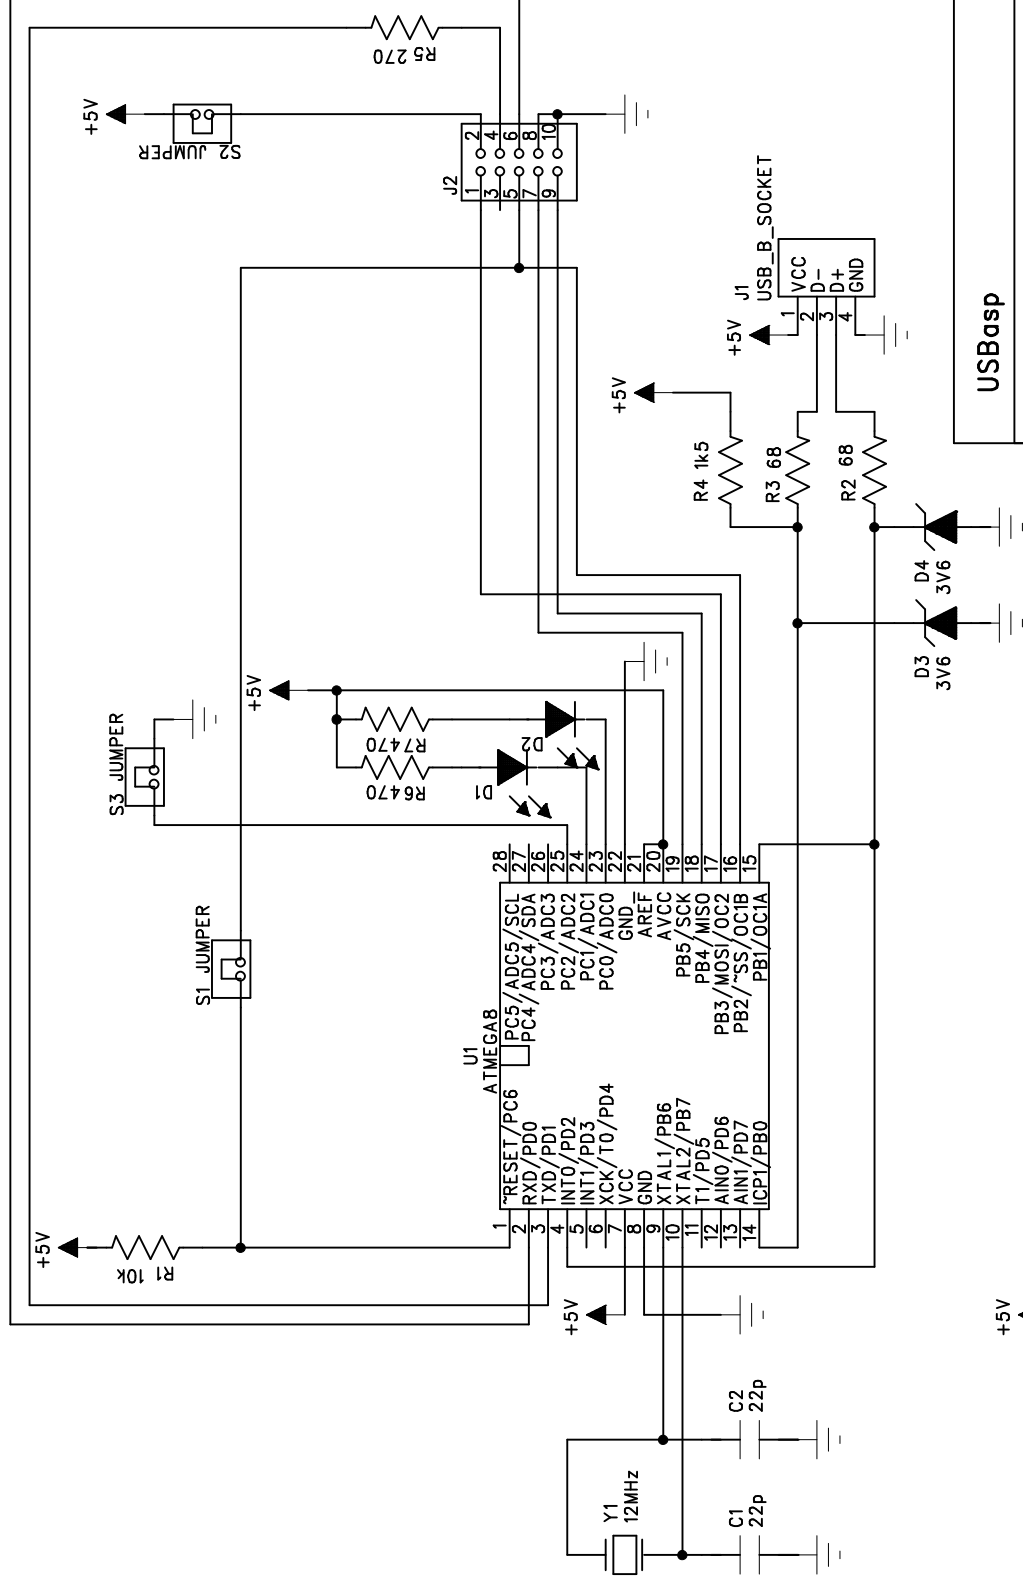 R5 270
+5V
S2 JUMPER
2
4
6
8
10
J2
1
3
5
7
9
J1
USB_B_SOCKET
VCC
D-
D+
GND
1
2
3
4
+5V
USBasp
+5V
R4 1k5
R3 68
R2 68
D4
3V6
D3
3V6
+5V
S3 JUMPER
R7470
D2
R6470
D1
28
27
26
25
24
23
22
21
20
19
18
17
16
15
S1 JUMPER
PC5/ADC5/SCL
PC4/ADC4/SDA
PC3/ADC3
PC2/ADC2
PC1/ADC1
PC0/ADC0
GND_
AREF
AVCC
PB5/SCK
PB4/MISO
PB3/MOSI/OC2
PB2/~SS/OC1B
PB1/OC1A
U1
ATMEGA8
~RESET/PC6
RXD/PD0
TXD/PD1
INT0/PD2
INT1/PD3
XCK/T0/PD4
VCC
GND
XTAL1/PB6
XTAL2/PB7
T1/PD5
AIN0/PD6
AIN1/PD7
ICP1/PB0
1
2
3
4
5
6
7
8
9
10
11
12
13
14
+5V
R1 10k
+5V
+5V
C2
22p
Y1
12MHz
C1
22p